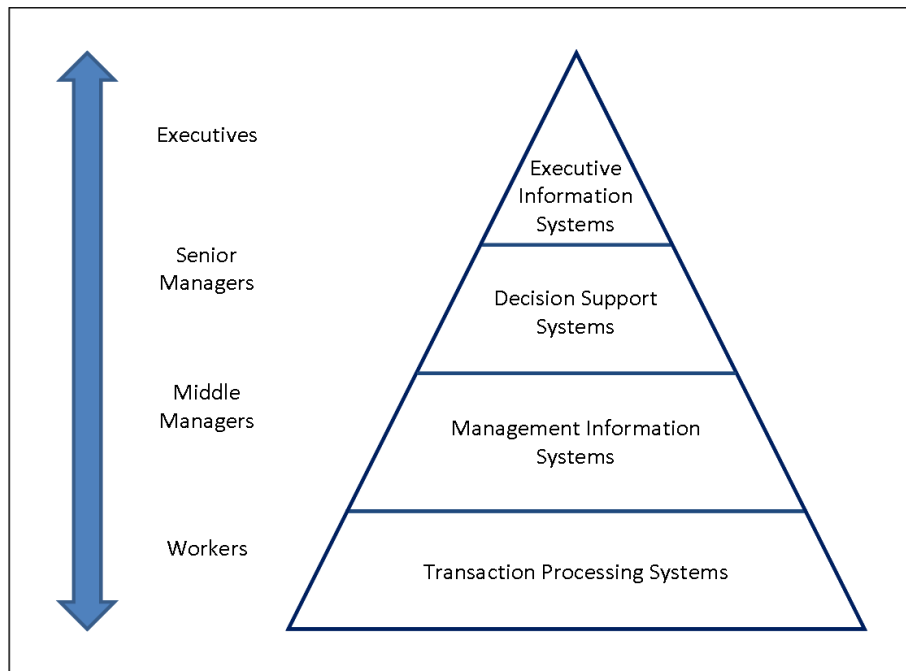 Executives
Executive
Information
Systems
Senior
Managers
Decision Support
Systems
Middle
Managers
Management Information
Systems
Workers
Transaction Processing Systems